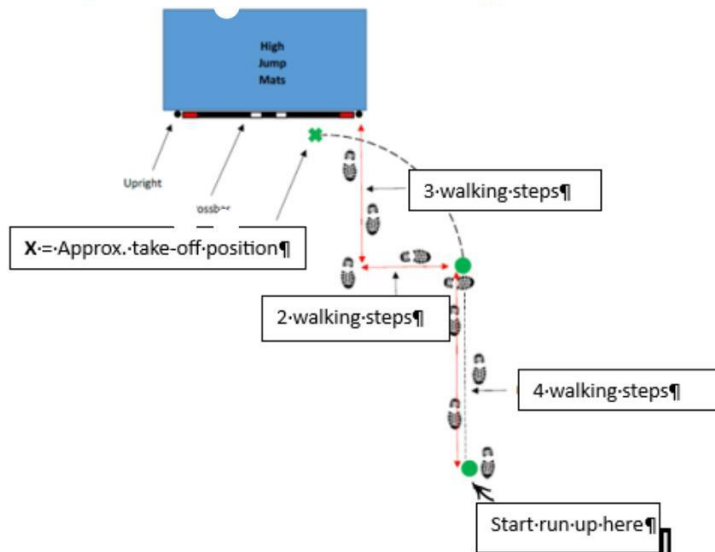 High
Jump
Mats
Upright
3·walking·steps¶
X·=·Approx.·take-off·position¶
2·walking·steps¶
4·walking·steps¶
Start·run·up·here¶